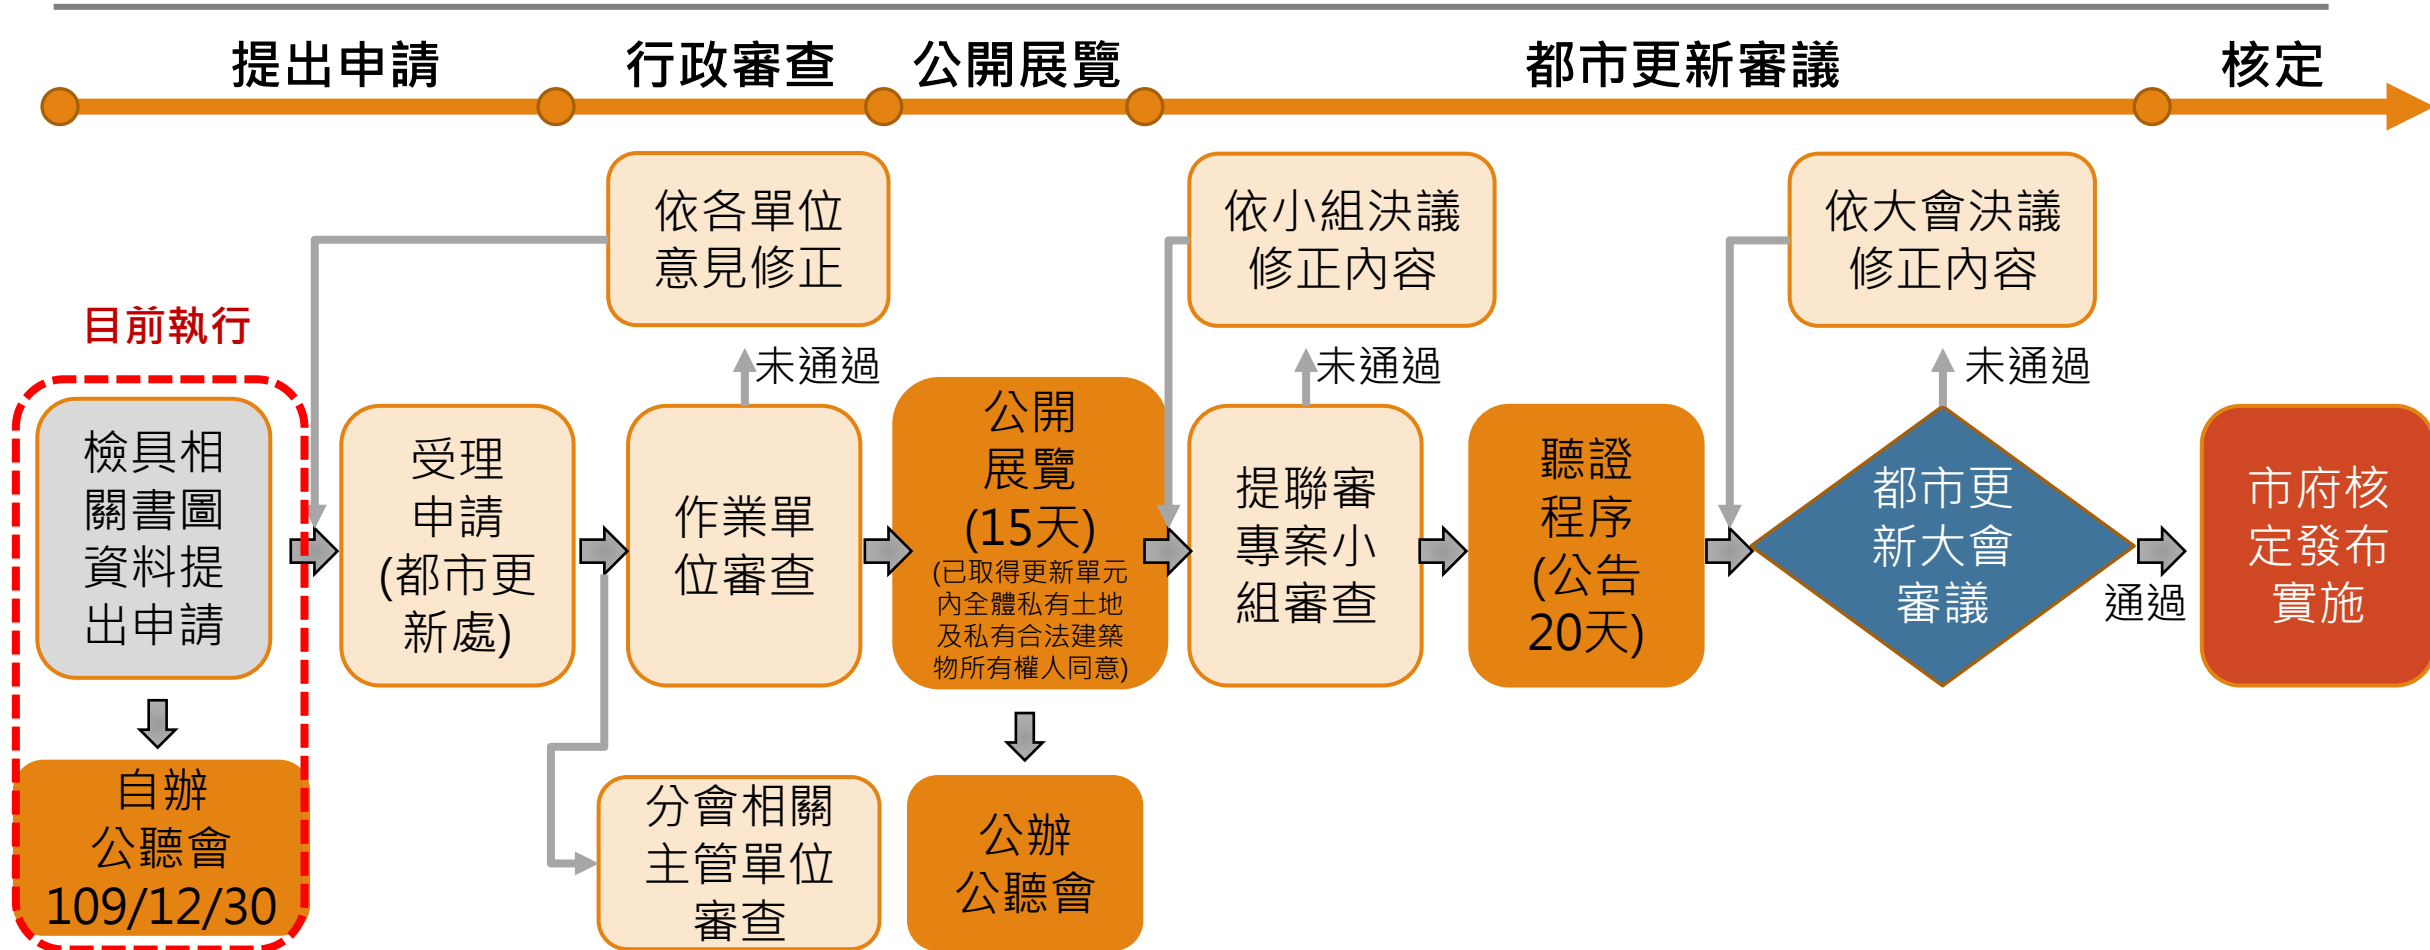 提出申請
行政審查
公開展覽
都市更新審議
核定
依各單位
意見修正
依小組決議
修正內容
依大會決議
修正內容
目前執行
未通過
未通過
未通過
檢具相
關書圖
資料提
出申請
受理
申請
(都市更
新處)
作業單
位審查
公開
展覽
(15天)
(已取得更新單元
內全體私有土地
及私有合法建築
物所有權人同意)
提聯審
專案小
組審查
聽證
程序
(公告
20天)
都市更
新大會
審議
通過
市府核
定發布
實施
自辦
公聽會
109/12/30
分會相關
主管單位
審查
公辦
公聽會